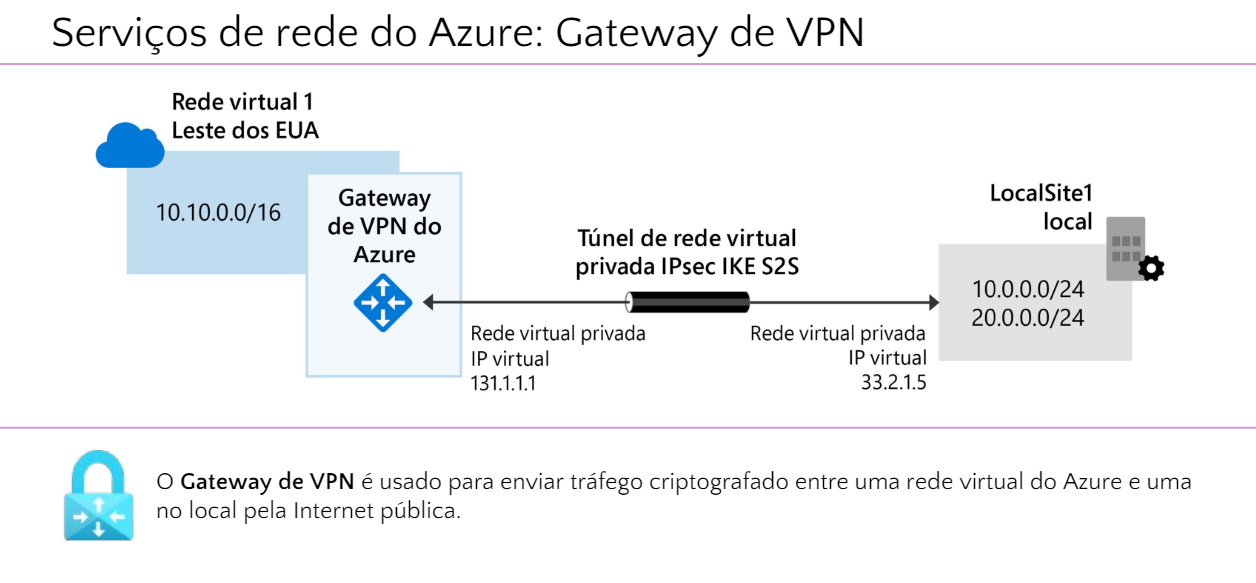 Serviços de rede do Azure: Gateway de VPN
Rede virtual 1
Leste dos EUA
10.10.0.0/16
Gateway
de VPN do
Azure
Túnel de rede virtual
privada IPsec IKE S2S
Rede virtual privada
IP virtual
131.1.1.1
Rede virtual privada
IP virtual
33.2.1.5
LocalSite1
local
10.0.0.0/24
20.0.0.0/24
O Gateway de VPN é usado para enviar tráfego criptografado entre uma rede virtual do Azure e uma
no local pela Internet pública.